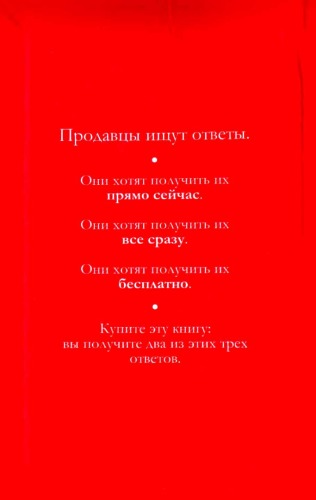 Продавцы ищут ответы.
•
Они хотят получить их
прямо сейчас.
Они хотят получить их
все сразу.
Они хотят получить их
бесплатно.
•
Купите эту книгу:
вы получите два из этих трех
ответов.